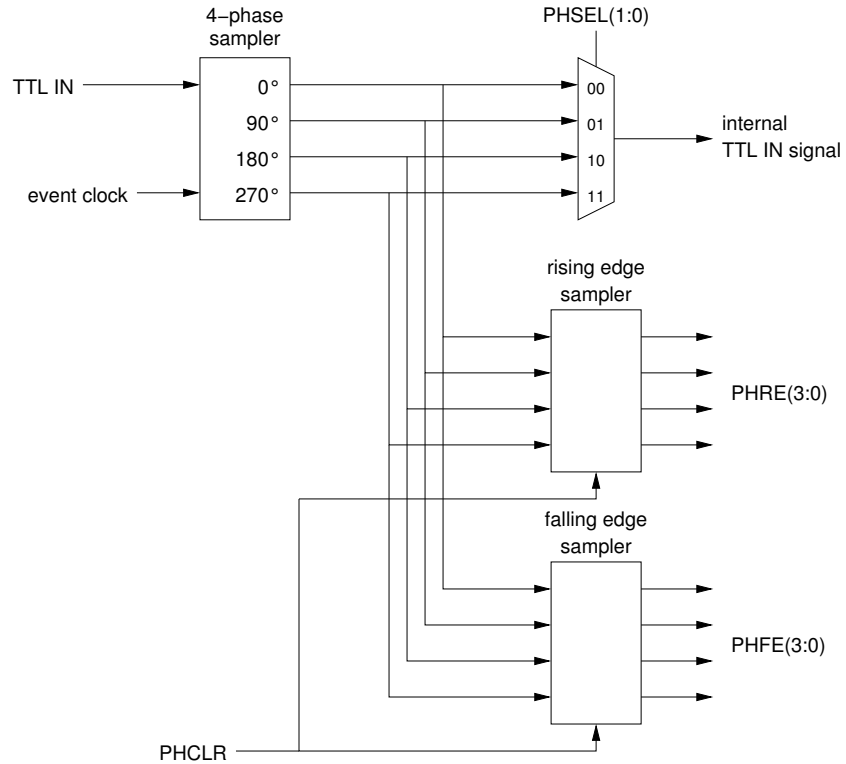 4−phase
sampler
PHSEL(1:0)
TTL IN
0°
00
90°
01
internal
TTL IN signal
180°
10
event clock
270°
11
rising edge
sampler
PHRE(3:0)
falling edge
sampler
PHFE(3:0)
PHCLR